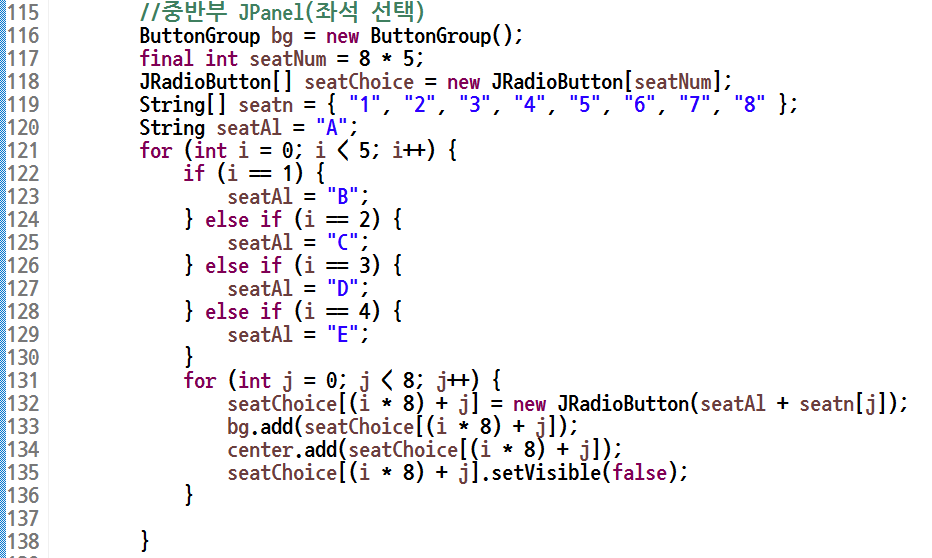 115 //중반부 JPanel(좌석 선택)
116 ButtonGroup bg = new ButtonGroup();
117 final int seatNum = 8 * 5;
118 JRadioButton[] seatChoice = new JRadioButton[seatNum];
119 String[] seatn = { "1", "2", "3", "4", "5", "6", "7", "8" };
120 String seatAl = "A";
121 for (int i = 0; i < 5; i++) {
122 if (i == 1) {
123 seatAl = "B";
124 } else if (i == 2) {
125 seatAl = "C";
126 } else if (i == 3) {
127 seatAl = "D";
128 } else if (i == 4) {
129 seatAl = "E";
130 }
131 for (int j = 0; j < 8; j++) {
132 seatChoice[(i * 8) + j] = new JRadioButton(seatAl + seatn[j]);
133 bg.add(seatChoice[(i * 8) + j]);
134 center.add(seatChoice[(i * 8) + j]);
135 seatChoice[(i * 8) + j].setVisible(false);
136 }
137
138 }